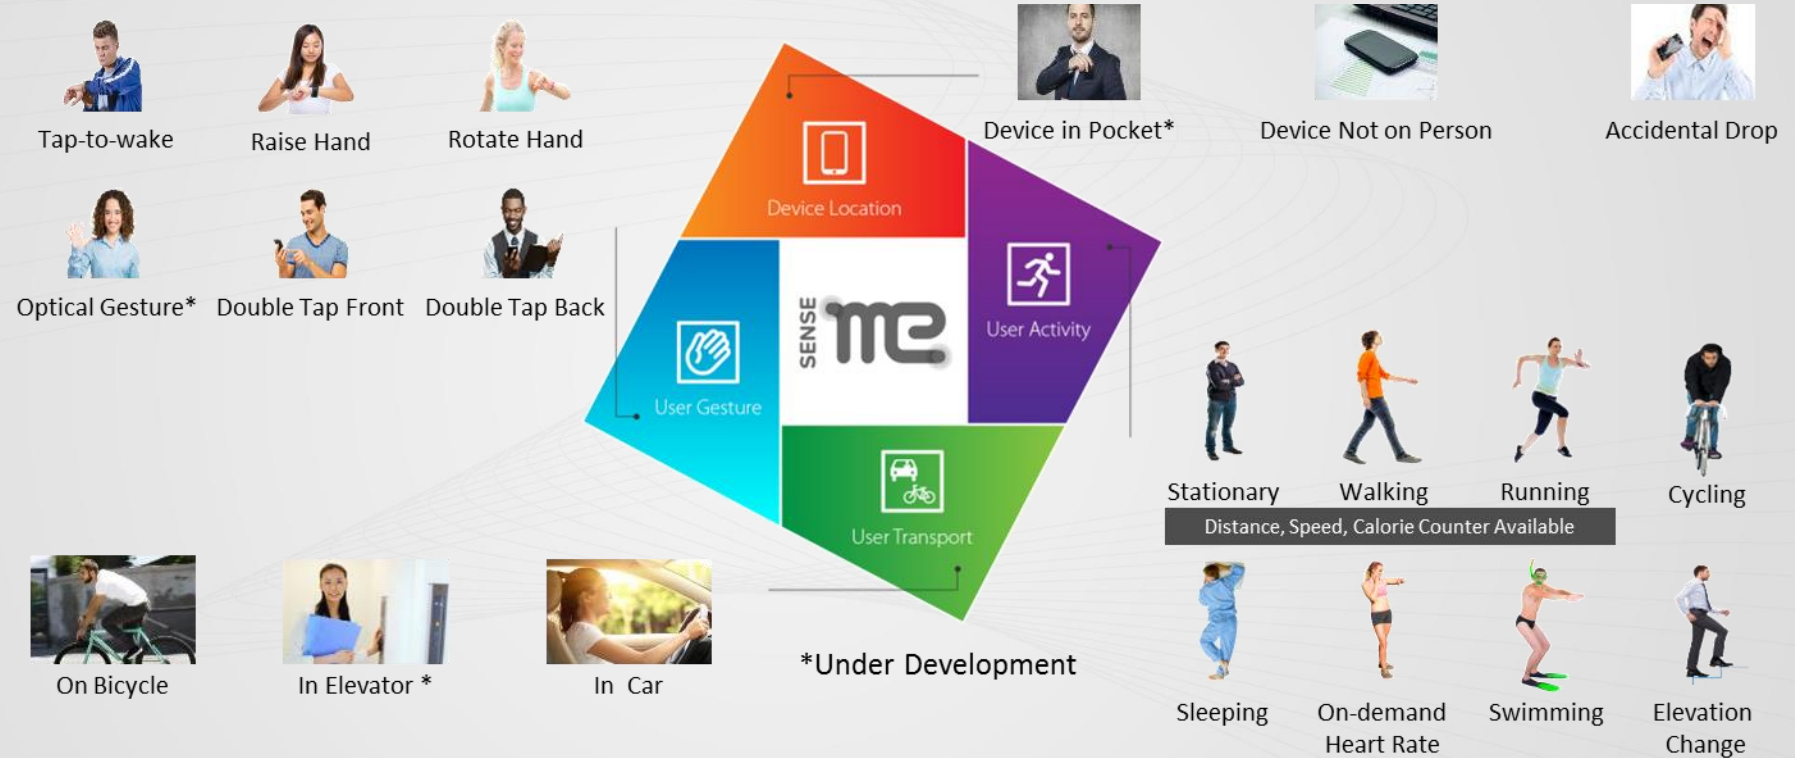 Tap-to-wake
Raise Hand
Rotate Hand
Optical Gesture*
Double Tap Front
Double Tap Back
Device in Pocket*
Device Not on Person
Accidental Drop
Device Location
User Activity
SENSE
me
User Gesture
User Transport
Stationary
Walking
Running
Cycling
Distance, Speed, Calorie Counter Available
Sleeping
On-demand
Heart Rate
Swimming
Elevation
Change
On Bicycle
In Elevator *
In Car
*Under Development